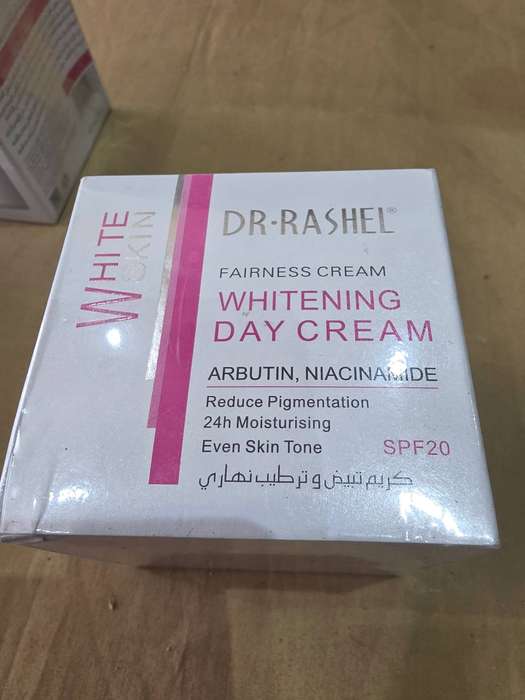 WHITE
SKIN
DR·RASHEL®
FAIRNESS CREAM
WHITENING
DAY CREAM
ARBUTIN, NIACINAMIDE
Reduce Pigmentation
24h Moisturising
Even Skin Tone
SPF20
كريم تبيض و ترطيب نهاري